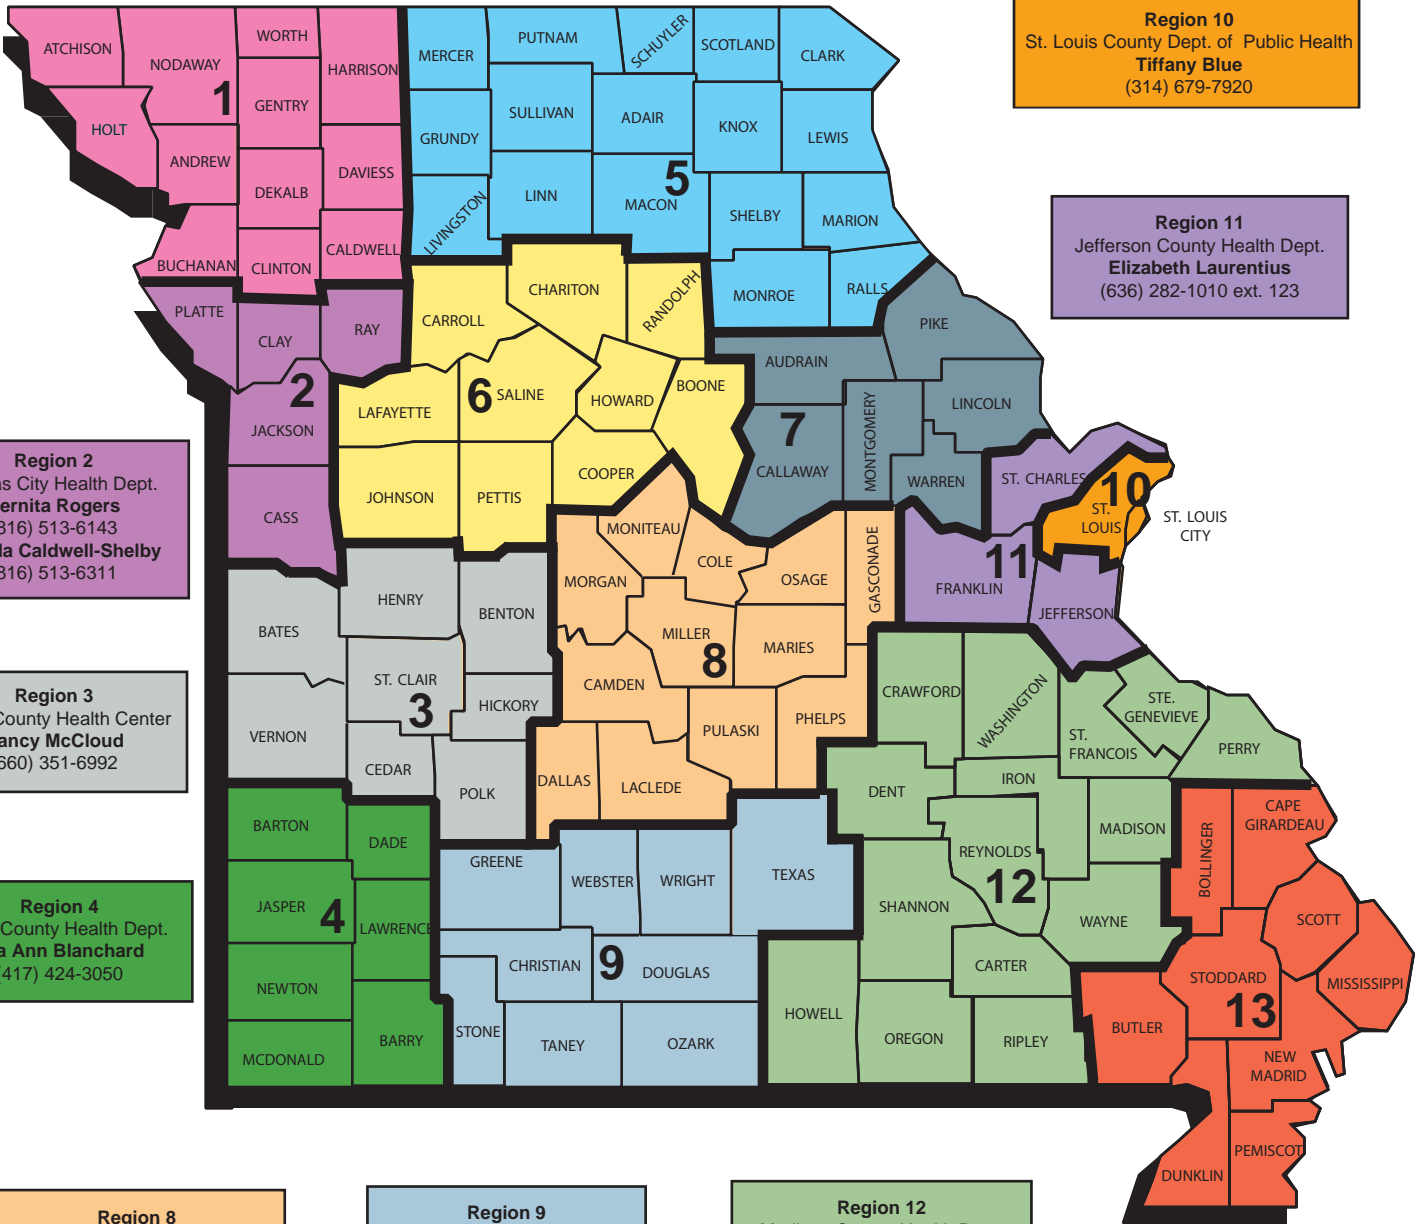 Region 10
St. Louis County Dept. of Public Health
Tiffany Blue
(314) 679-7920
Region 11
Jefferson County Health Dept.
Elizabeth Laurentius
(636) 282-1010 ext. 123
ATCHISON
NODAWAY
WORTH
HARRISON
1
GENTRY
HOLT
ANDREW
DEKALB
DAVIESS
BUCHANAN
CLINTON
CALDWELL
MERCER
PUTNAM
SCHUYLER
SCOTLAND
CLARK
GRUNDY
SULLIVAN
ADAIR
KNOX
LEWIS
LIVINGSTON
LINN
MACON
5
SHELBY
MARION
MONROE
RALLS
PLATTE
CLAY
RAY
2
JACKSON
CASS
CARROLL
CHARITON
RANDOLPH
LAFAYETTE
6
SALINE
HOWARD
BOONE
JOHNSON
PETTIS
COOPER
PIKE
AUDRAIN
7
CALLAWAY
MONTGOMERY
LINCOLN
WARREN
ST. CHARLES
10
ST.
LOUIS
ST. LOUIS
CITY
11
FRANKLIN
JEFFERSON
Region 2
City Health Dept.
Rogers
513-6143
Caldwell-Shelby
513-6311
HENRY
BENTON
BATES
ST. CLAIR
3
HICKORY
VERNON
CEDAR
POLK
Region 3
County Health Center
McCloud
351-6992
MONITEAU
MORGAN
COLE
OSAGE
GASCONADE
MILLER
8
MARIES
CAMDEN
PULASKI
PHELPS
DALLAS
LACLEDE
CRAWFORD
WASHINGTON
ST.
FRANCOIS
STE.
GENEVIEVE
PERRY
DENT
IRON
MADISON
REYNOLDS
12
SHANNON
WAYNE
CARTER
HOWELL
OREGON
RIPLEY
BARTON
DADE
JASPER
4
LAWRENCE
NEWTON
MCDONALD
BARRY
Region 4
County Health Dept.
Ann Blanchard
424-3050
GREENE
WEBSTER
WRIGHT
TEXAS
CHRISTIAN
9
DOUGLAS
STONE
TANEY
OZARK
BOLLINGER
CAPE
GIRARDEAU
SCOTT
STODDARD
13
MISSISSIPPI
BUTLER
NEW
MADRID
DUNKLIN
PEMISCOT
Region 8
Region 9
Region 12